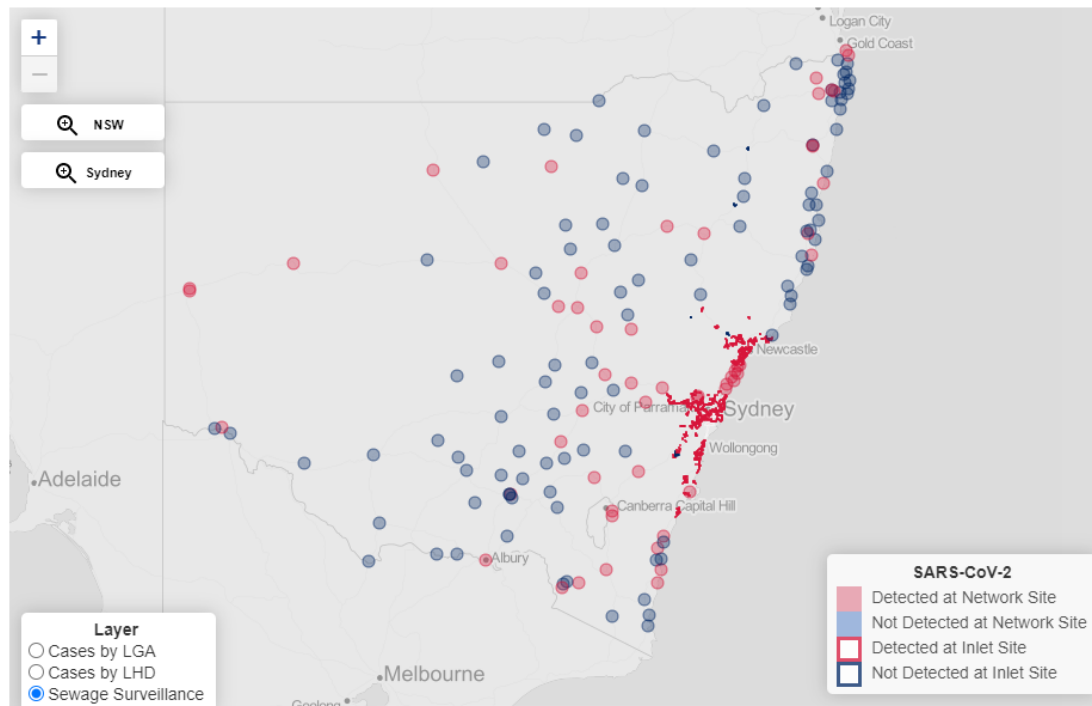 Logan City
Gold Coast
+
−
NSW
Sydney
Newcastle
City of Parrama
Sydney
Wollongong
Adelaide
Canberra Capital Hill
Albury
SARS-CoV-2
Detected at Network Site
Not Detected at Network Site
Detected at Inlet Site
Not Detected at Inlet Site
Layer
Cases by LGA
Cases by LHD
Sewage Surveillance
Melbourne
Geelong